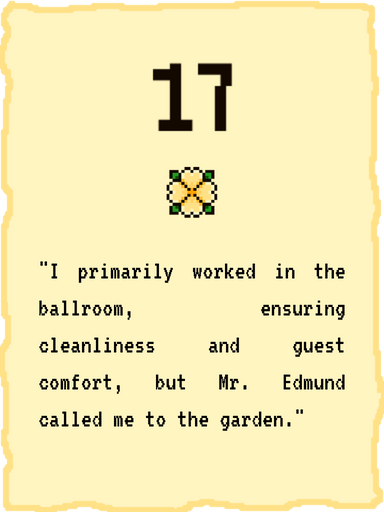 17
"I primarily worked in the
ballroom, ensuring
cleanliness and guest
comfort, but Mr. Edmund
called me to the garden."